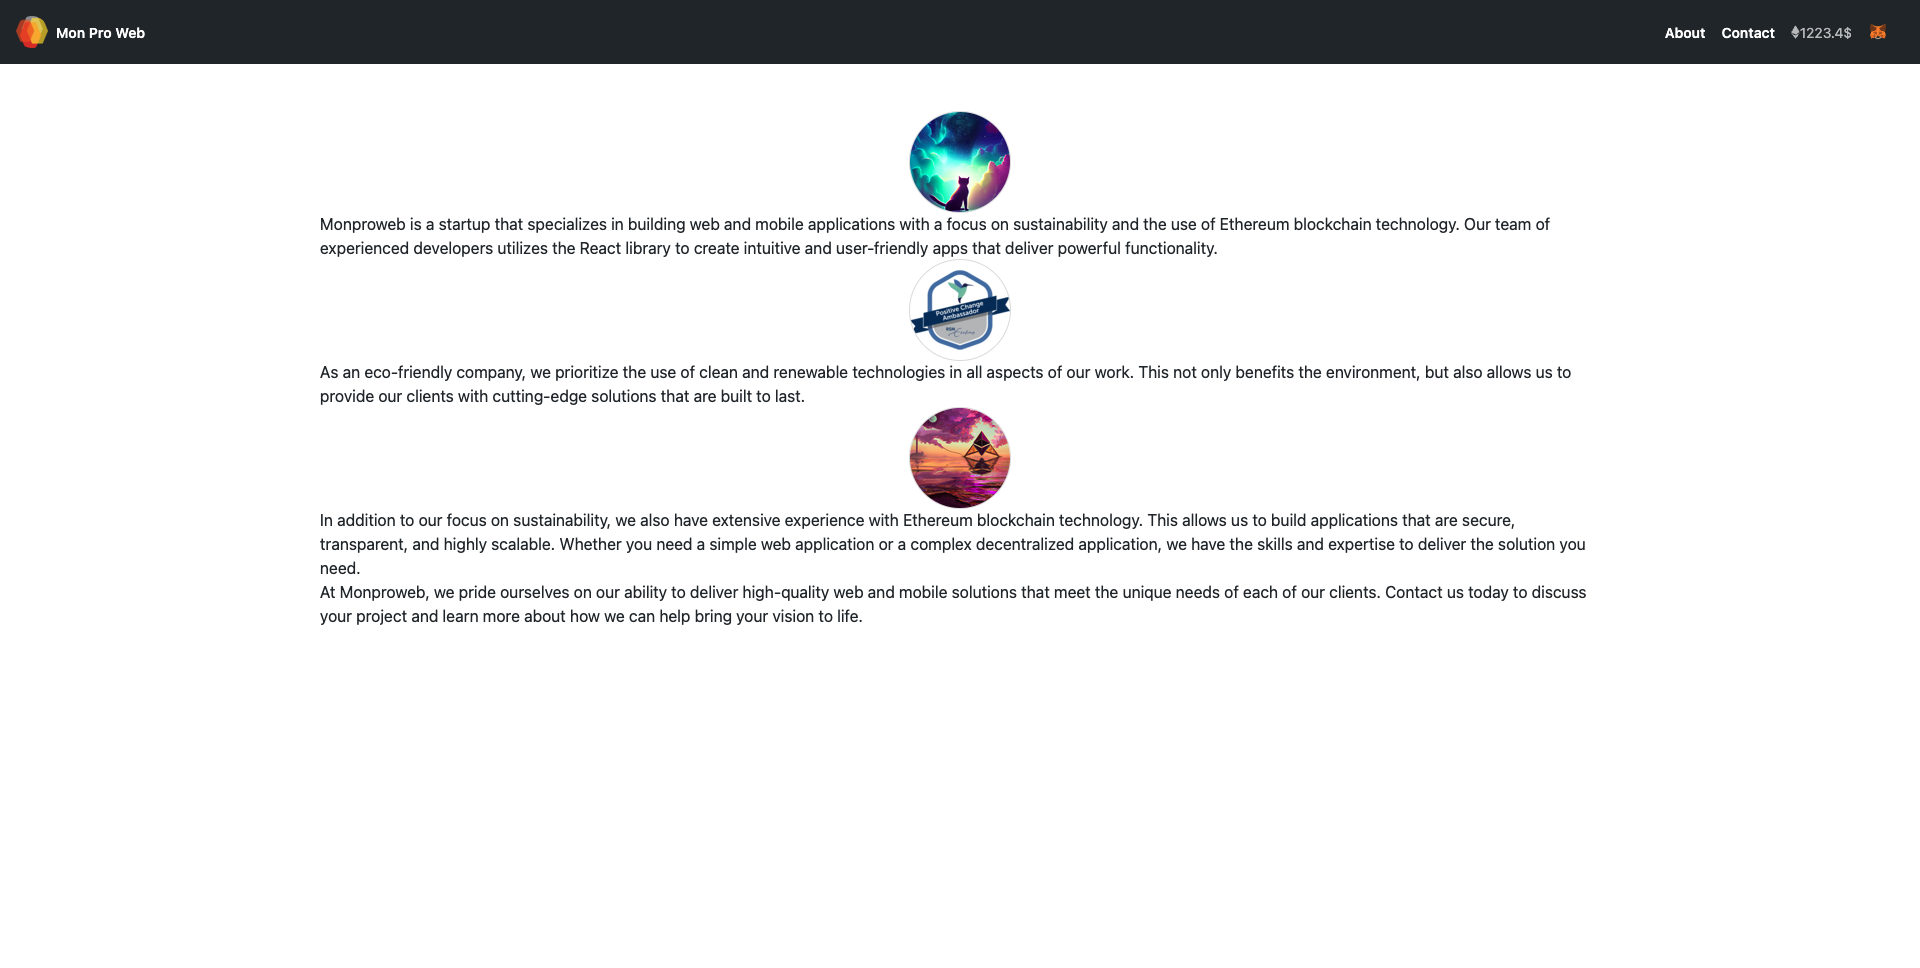 Mon Pro Web
About Contact 1223.4$
Monproweb is a startup that specializes in building web and mobile applications with a focus on sustainability and the use of Ethereum blockchain technology. Our team of
experienced developers utilizes the React library to create intuitive and user-friendly apps that deliver powerful functionality.
Positive Change
Ambassador
As an eco-friendly company, we prioritize the use of clean and renewable technologies in all aspects of our work. This not only benefits the environment, but also allows us to
provide our clients with cutting-edge solutions that are built to last.
In addition to our focus on sustainability, we also have extensive experience with Ethereum blockchain technology. This allows us to build applications that are secure,
transparent, and highly scalable. Whether you need a simple web application or a complex decentralized application, we have the skills and expertise to deliver the solution you
need.
At Monproweb, we pride ourselves on our ability to deliver high-quality web and mobile solutions that meet the unique needs of each of our clients. Contact us today to discuss
your project and learn more about how we can help bring your vision to life.